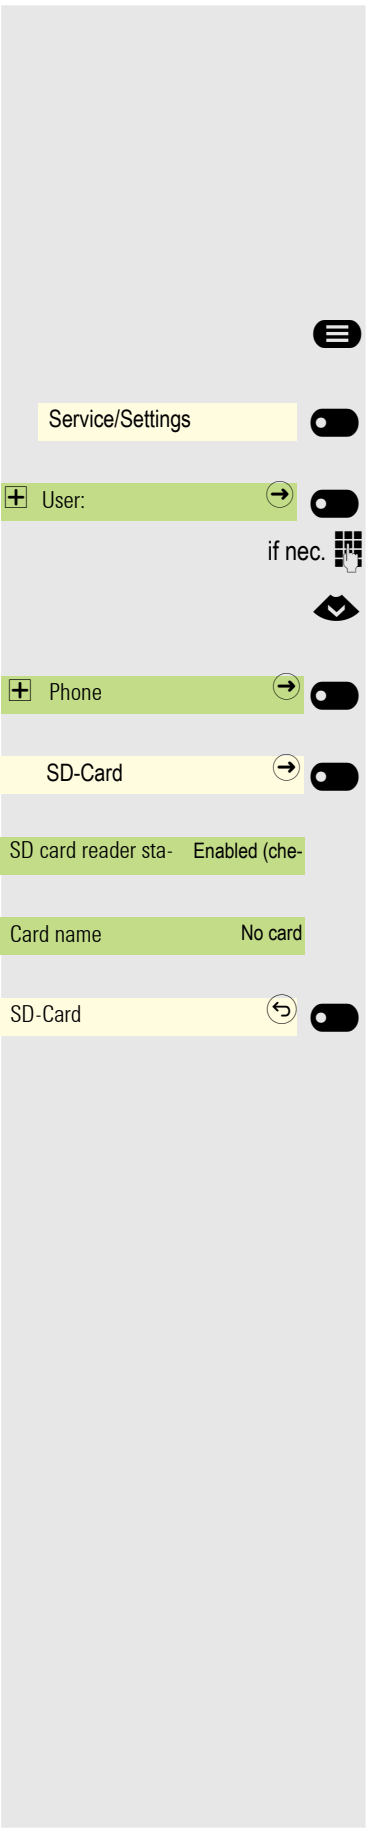 Service/Settings
User:
if nec.
Phone
SD-Card
SD card reader sta- Enabled (che-
Card name No card
SD-Card